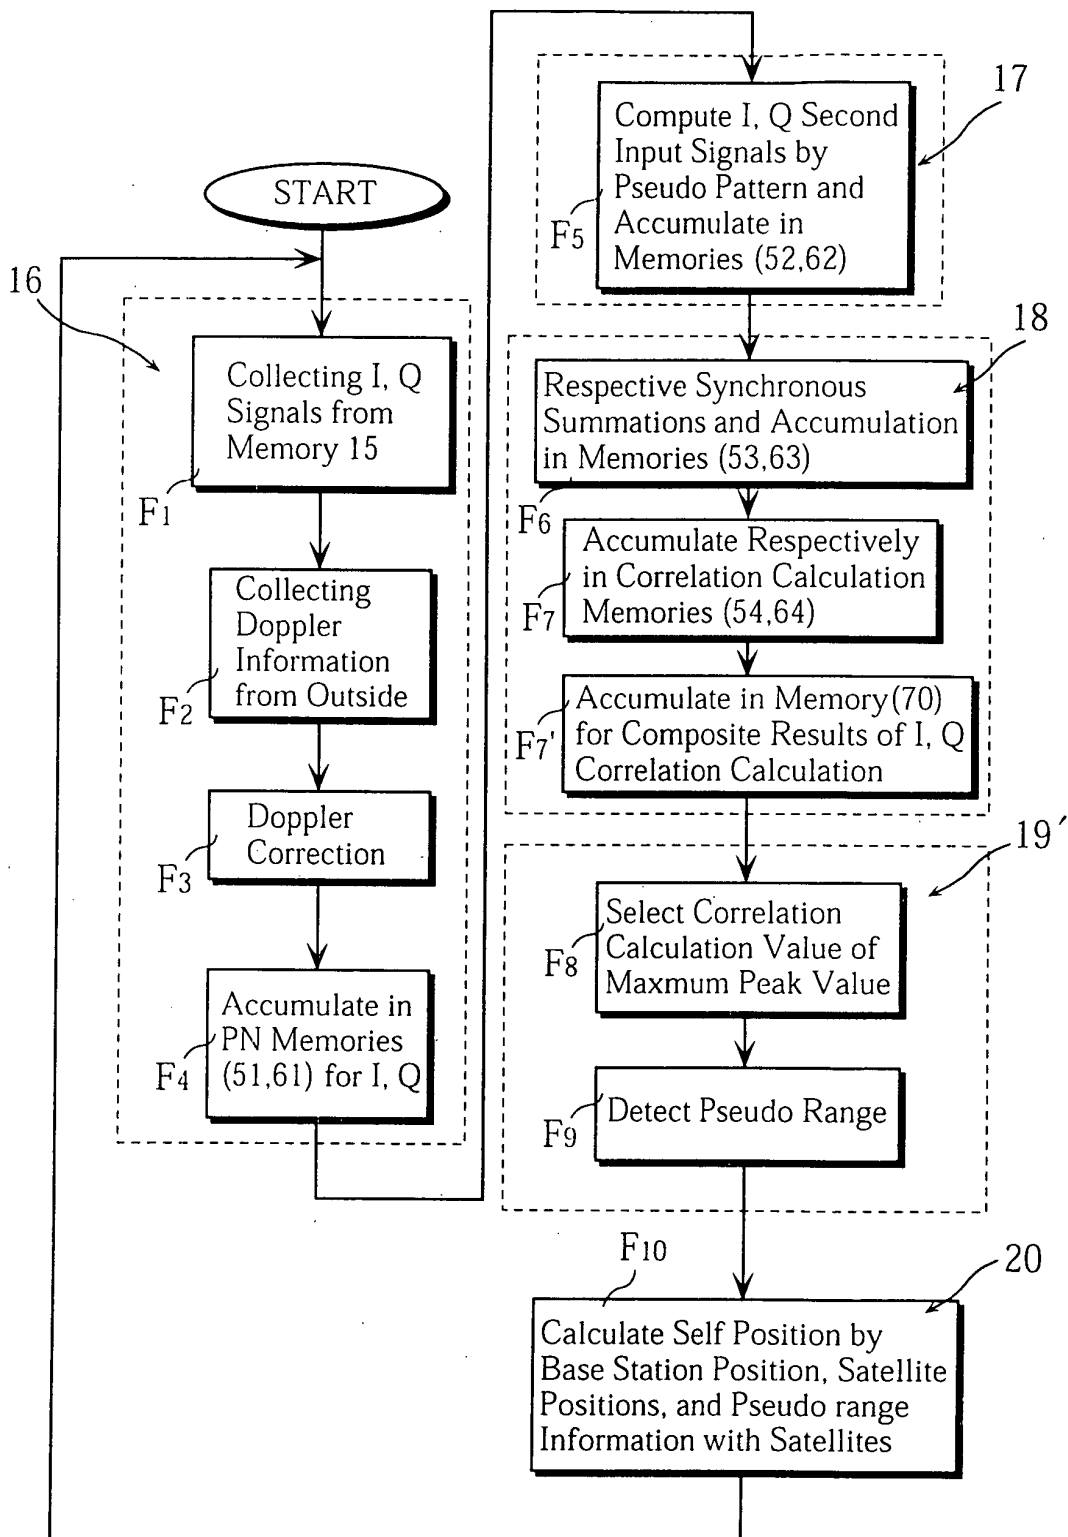 START
16
Collecting I, Q
Signals from
Memory 15
F1
Collecting
Doppler
Information
from Outside
F2
Doppler
Correction
F3
Accumulate in
PN Memories
(51,61) for I, Q
F4
17
Compute I, Q Second
Input Signals by
Pseudo Pattern and
Accumulate in
Memories (52,62)
F5
18
Respective Synchronous
Summations and Accumulation
in Memories (53,63)
F6
Accumulate Respectively
in Correlation Calculation
Memories (54,64)
F7
Accumulate in Memory(70)
for Composite Results of I, Q
Correlation Calculation
F7'
19'
Select Correlation
Calculation Value of
Maxmum Peak Value
F8
Detect Pseudo Range
F9
F10
20
Calculate Self Position by
Base Station Position, Satellite
Positions, and Pseudo range
Information with Satellites